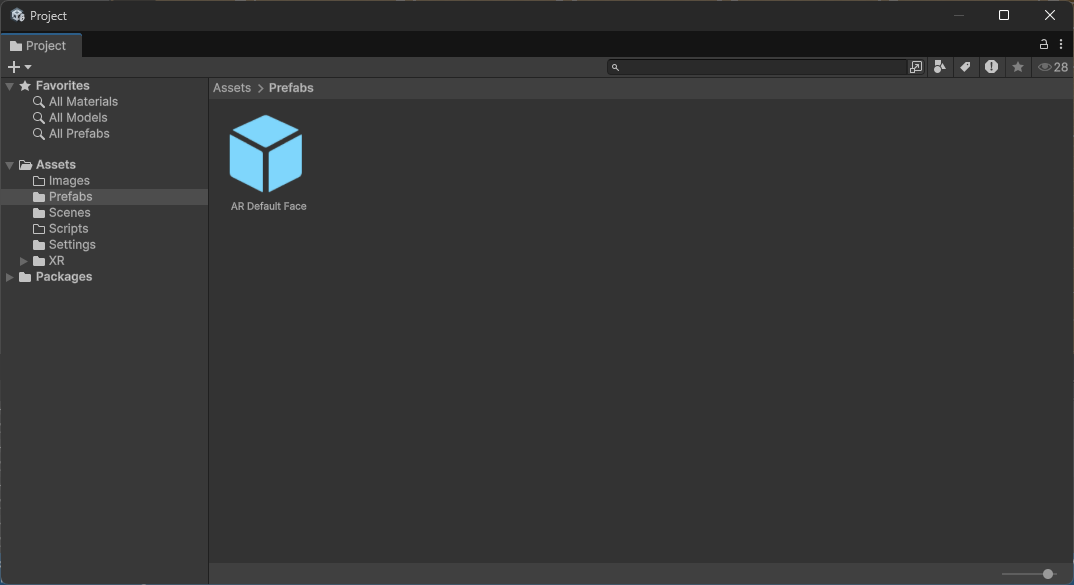 Project
Project
28
Favorites
All Materials
All Models
All Prefabs
Assets
Images
Prefabs
Scenes
Scripts
Settings
XR
Packages
Assets > Prefabs
AR Default Face